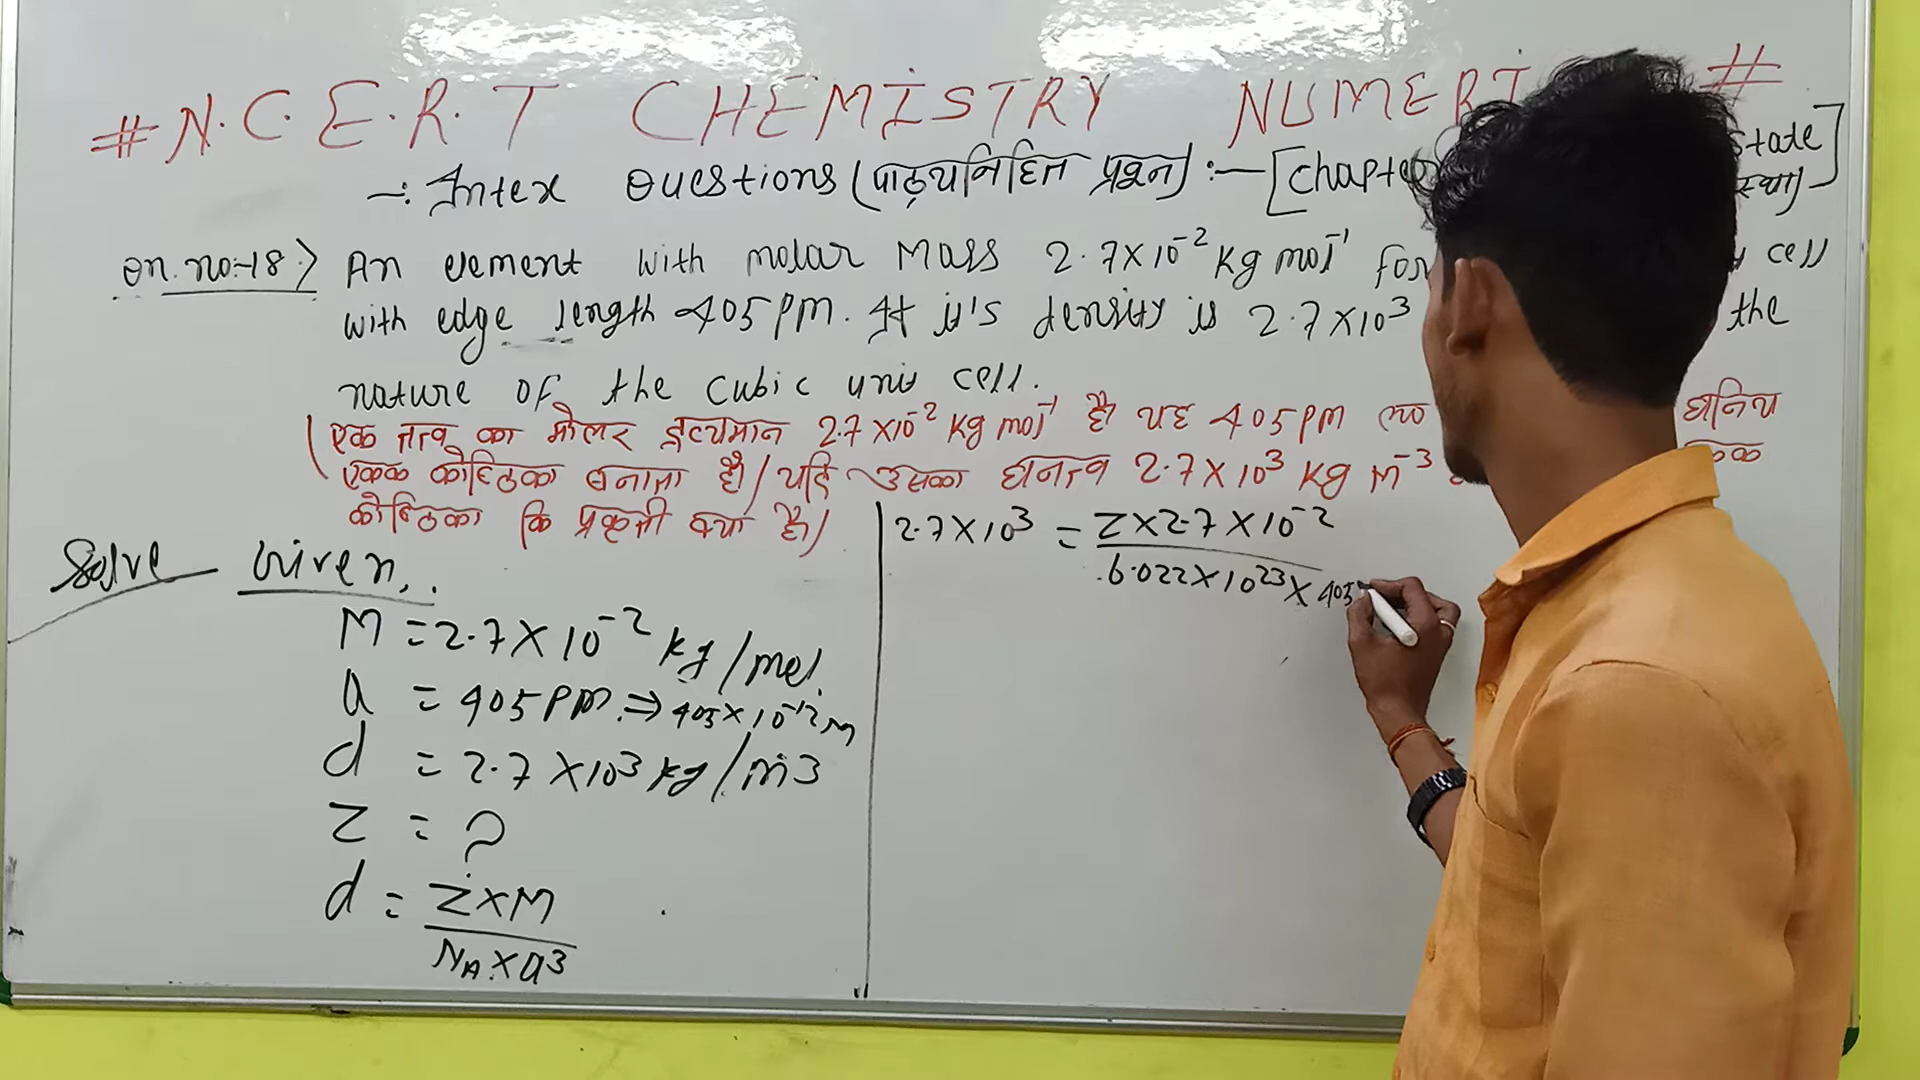 # N.C.E.R.T CHEMISTRY NUMERI #
-: Intex Questions (पाठ्यनिहित प्रश्न) :- [Chapte State]
Qn. no:-18:> An element with molar Mass 2.7×10⁻² Kg mol⁻¹ for cell
with edge length 405 pm. If it's density is 2.7×10³ the
nature of the cubic unit cell.
(एक तत्व का मोलर द्रव्यमान 2.7×10⁻² Kg mol⁻¹ है। यह 405 pm घनिय
एकक कोष्ठिका बनाता है/ यदि उसका घनत्व 2.7×10³ Kg M⁻³
कोष्ठिका कि प्रकृती क्या है।)
Solve Given,
M = 2.7×10⁻² kg/mol.
a = 405 pm. ⇒ 405×10⁻¹² m
d = 2.7×10³ kg/m3
Z = ?
d = Z×M
N_A×a³
2.7×10³ = Z×2.7×10⁻²
6.022×10²³× 405